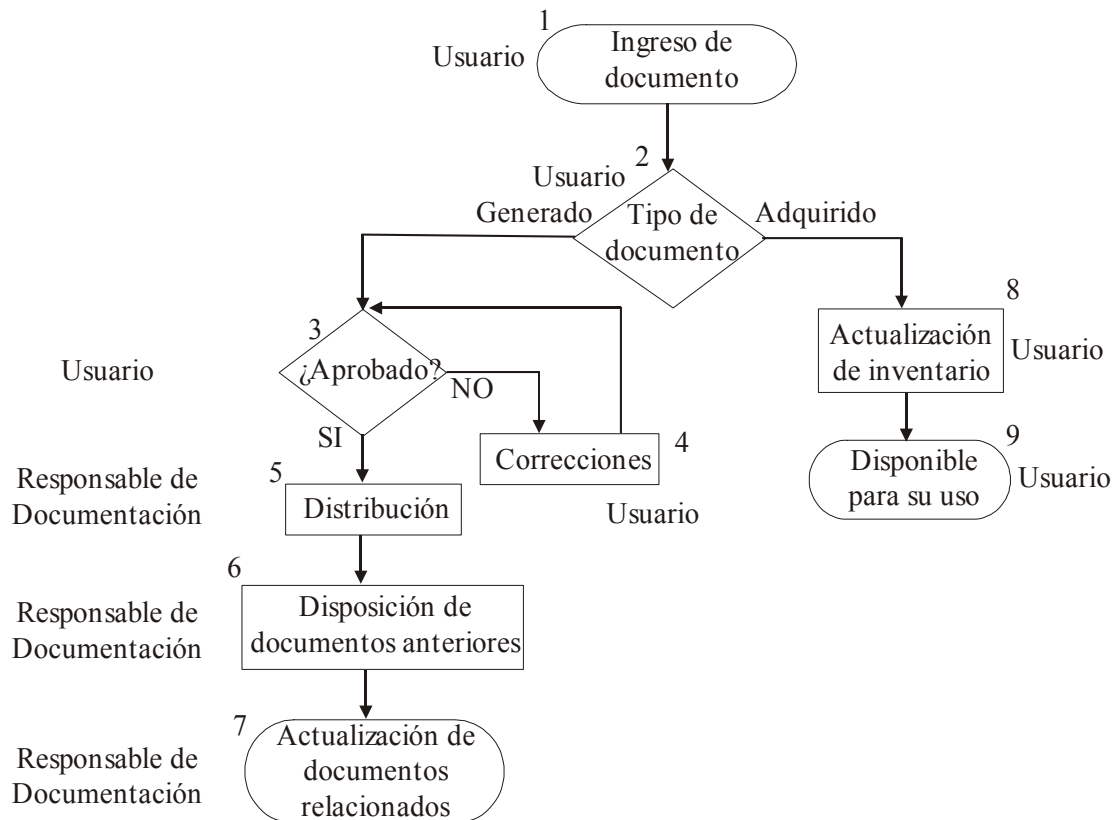 1
Ingreso de
documento
Usuario
2
Usuario
Generado
Tipo de
documento
Adquirido
3
¿Aprobado?
Usuario
NO
SI
4
Correcciones
Usuario
8
Actualización
de inventario
Usuario
9
Disponible
para su uso
Usuario
5
Responsable de
Documentación
Distribución
6
Responsable de
Documentación
Disposición de
documentos anteriores
7
Responsable de
Documentación
Actualización de
documentos
relacionados